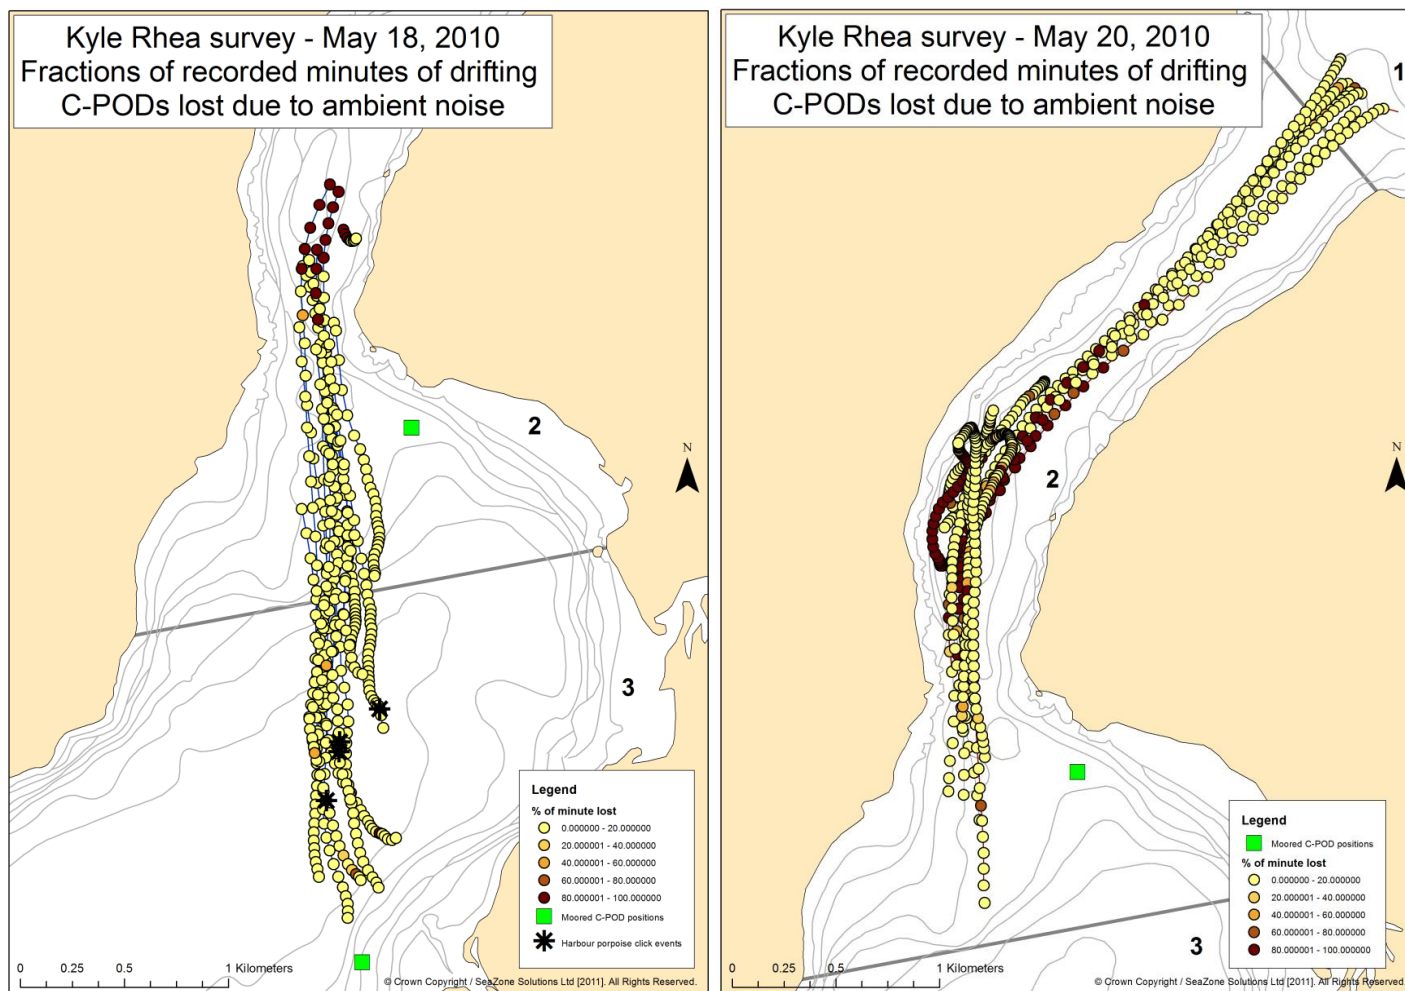 Kyle Rhea survey - May 18, 2010
Fractions of recorded minutes of drifting
C-PODs lost due to ambient noise
2
N
3
Legend
% of minute lost
0.000000 - 20.000000
20.000001 - 40.000000
40.000001 - 60.000000
60.000001 - 80.000000
80.000001 - 100.000000
Moored C-POD positions
Harbour porpoise click events
0 0.25 0.5 1 Kilometers
© Crown Copyright / SeaZone Solutions Ltd [2011]. All Rights Reserved.
Kyle Rhea survey - May 20, 2010
Fractions of recorded minutes of drifting
C-PODs lost due to ambient noise
1
2
N
3
Legend
Moored C-POD positions
% of minute lost
0.000000 - 20.000000
20.000001 - 40.000000
40.000001 - 60.000000
60.000001 - 80.000000
80.000001 - 100.000000
0 0.25 0.5 1 Kilometers
© Crown Copyright / SeaZone Solutions Ltd [2011]. All Rights Reserved.